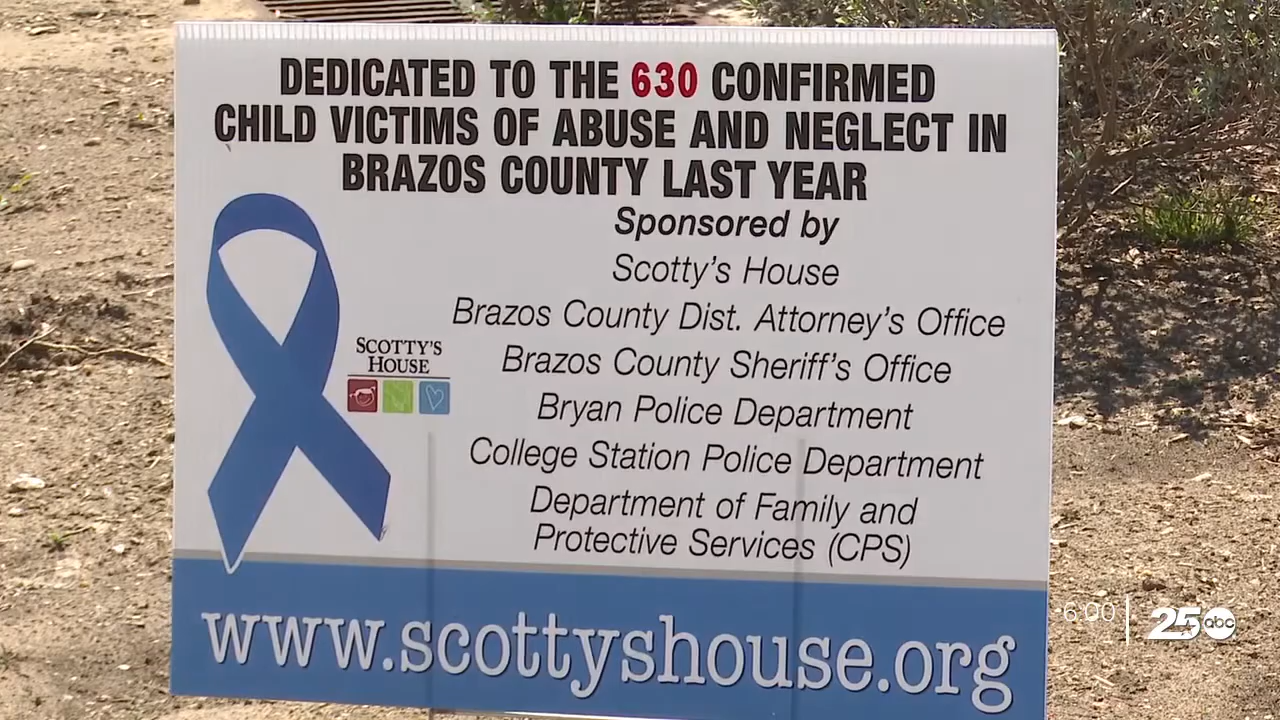 DEDICATED TO THE 630 CONFIRMED
CHILD VICTIMS OF ABUSE AND NEGLECT IN
BRAZOS COUNTY LAST YEAR
Sponsored by
Scotty's House
Brazos County Dist. Attorney's Office
Brazos County Sheriff's Office
Bryan Police Department
College Station Police Department
Department of Family and
Protective Services (CPS)
SCOTTY'S
HOUSE
www.scottyshouse.org
6:00 25 abc